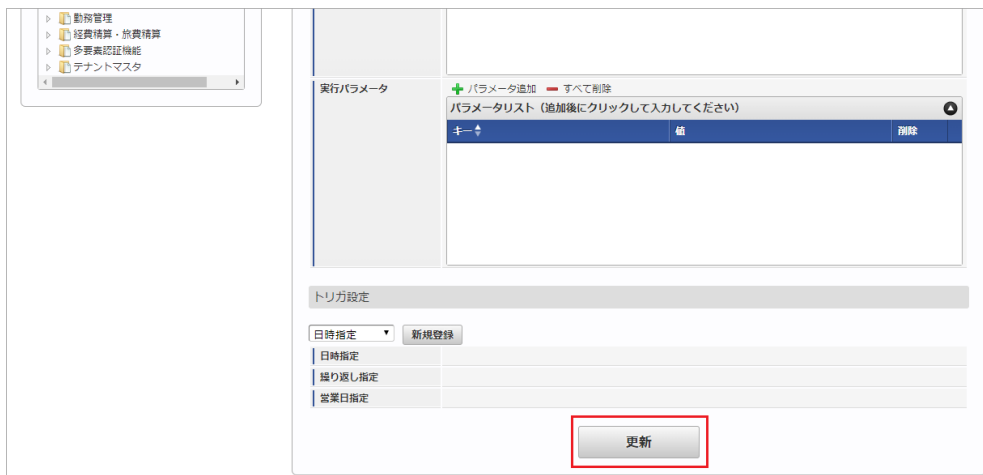 勤務管理
経費精算・旅費精算
多要素認証機能
テナントマスタ
実行パラメータ
パラメータ追加 すべて削除
パラメータリスト（追加後にクリックして入力してください）
キー 値 削除
トリガ設定
日時指定 新規登録
日時指定
繰り返し指定
営業日指定
更新